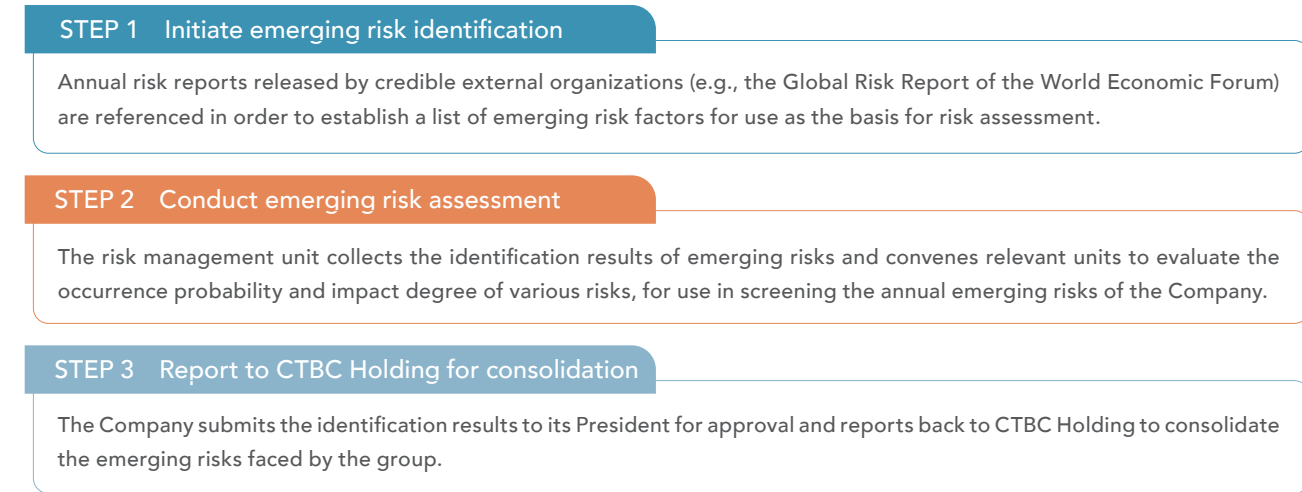 STEP 1 Initiate emerging risk identification
Annual risk reports released by credible external organizations (e.g., the Global Risk Report of the World Economic Forum)
are referenced in order to establish a list of emerging risk factors for use as the basis for risk assessment.
STEP 2 Conduct emerging risk assessment
The risk management unit collects the identification results of emerging risks and convenes relevant units to evaluate the
occurrence probability and impact degree of various risks, for use in screening the annual emerging risks of the Company.
STEP 3 Report to CTBC Holding for consolidation
The Company submits the identification results to its President for approval and reports back to CTBC Holding to consolidate
the emerging risks faced by the group.